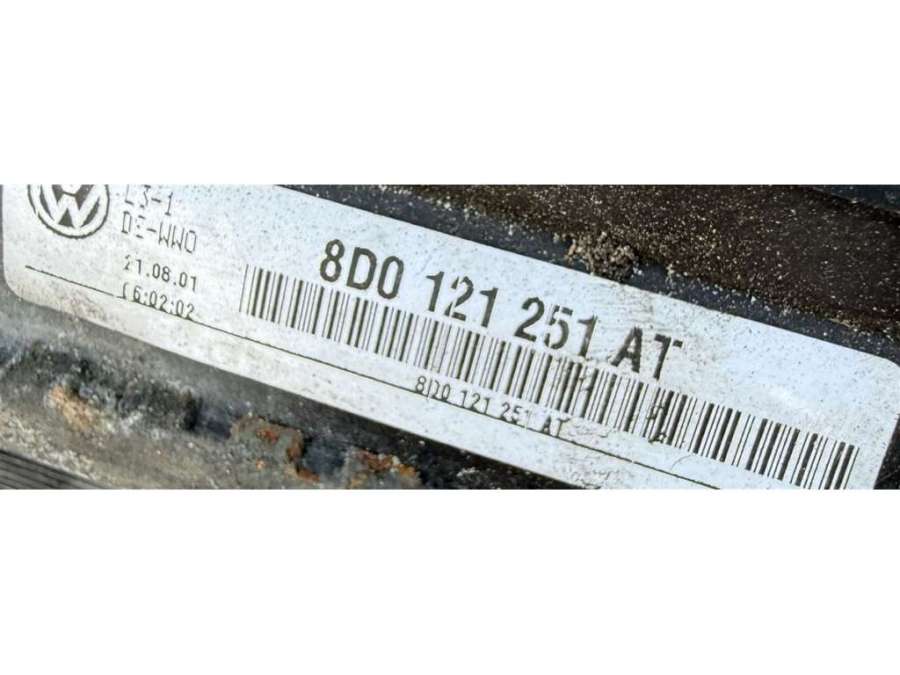 L3-1
DE-WWO
21.08.01
16:02:02
8D0 121 251 AT
8D0 121 251 AT